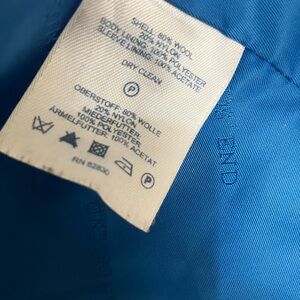 SHELL: 80% WOOL
20% NYLON
BODY LINING: 100% POLYESTER
SLEEVE LINING: 100% ACETATE
DRY CLEAN
P
OBERSTOFF: 80% WOLLE
20% NYLON
MIEDERFUTTER:
100% POLYESTER
ARMELFUTTER: 100% ACETAT
P
RN 62830
END